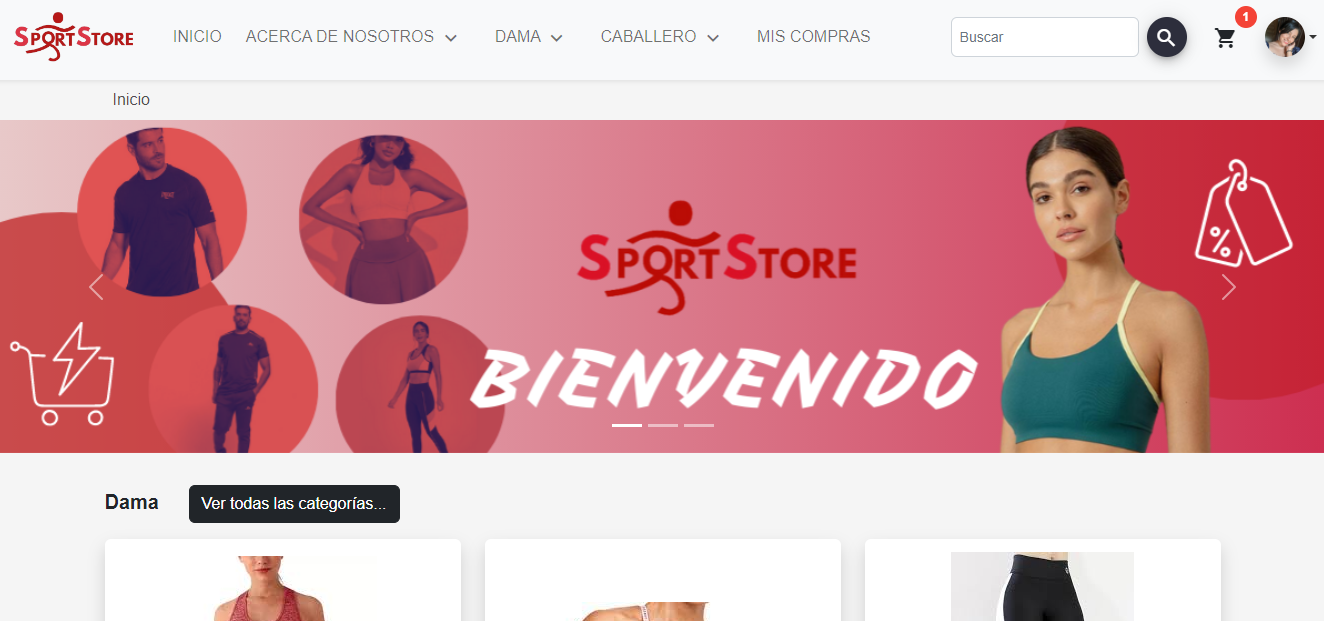 SPORTSTORE
INICIO
ACERCA DE NOSOTROS
DAMA
CABALLERO
MIS COMPRAS
Buscar
1
Inicio
SPORTSTORE
BIENVENIDO
%
Dama
Ver todas las categorías...